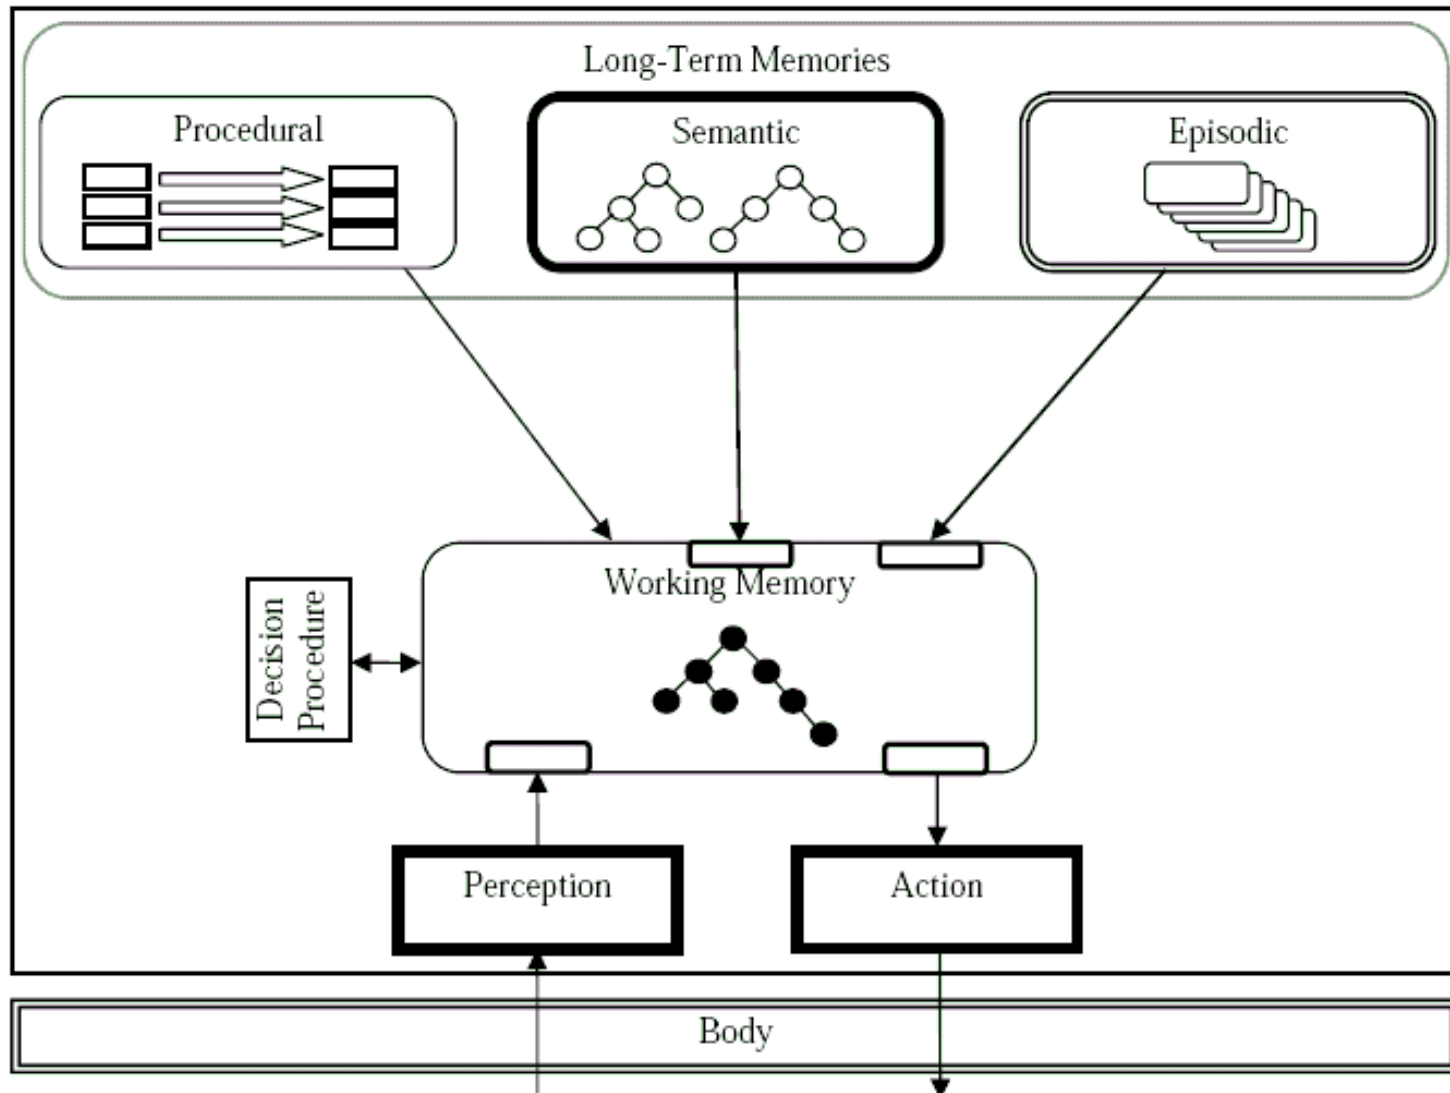 Long-Term Memories
Procedural
Semantic
Episodic
Working Memory
Decision
Procedure
Perception
Action
Body